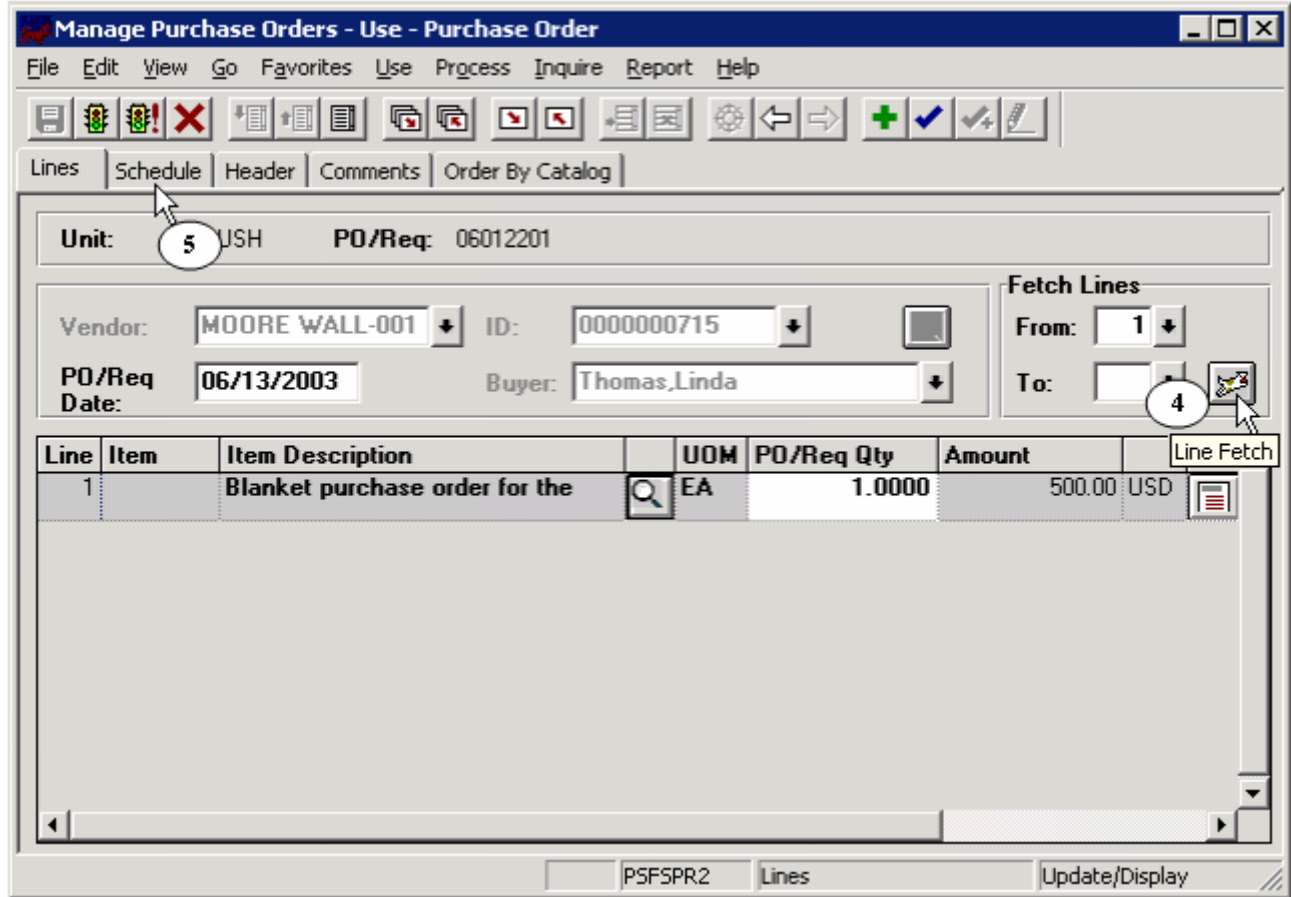 Manage Purchase Orders - Use - Purchase Order
File Edit View Go Favorites Use Process Inquire Report Help
Lines Schedule Header Comments Order By Catalog
Unit: USH PO/Req: 06012201
5
Fetch Lines
Vendor: MOORE WALL-001 ID: 0000000715 From: 1
PO/Req Date: 06/13/2003 Buyer: Thomas,Linda To:
4
Line Fetch
Line Item Item Description UOM PO/Req Qty Amount
1 Blanket purchase order for the EA 1.0000 500.00 USD
PSFSPR2 Lines Update/Display